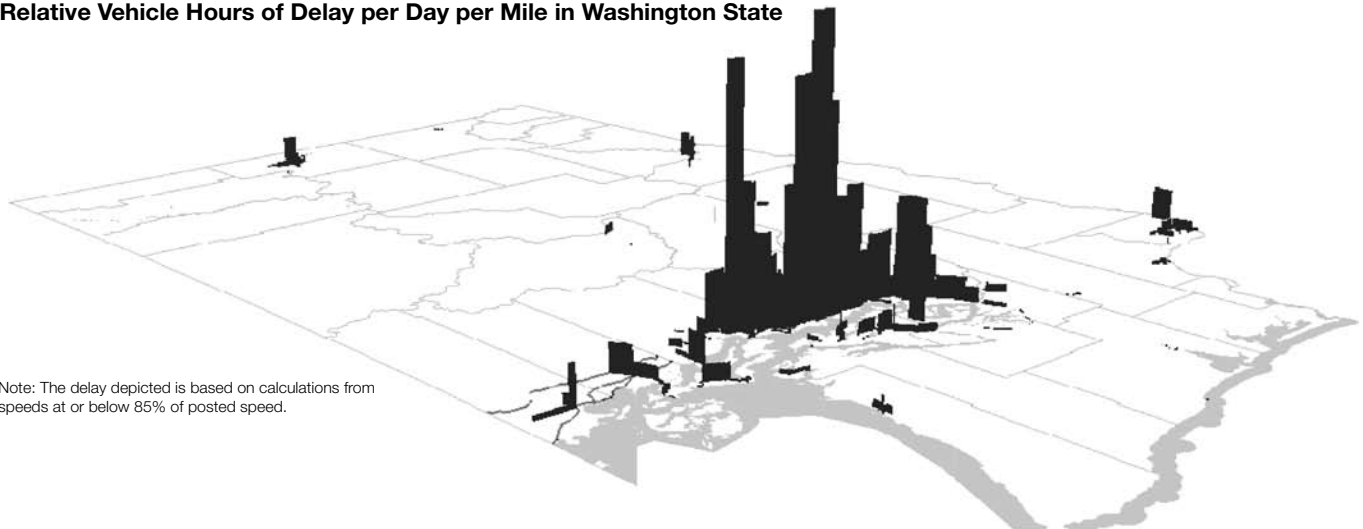 Relative Vehicle Hours of Delay per Day per Mile in Washington State
Note: The delay depicted is based on calculations from
speeds at or below 85% of posted speed.